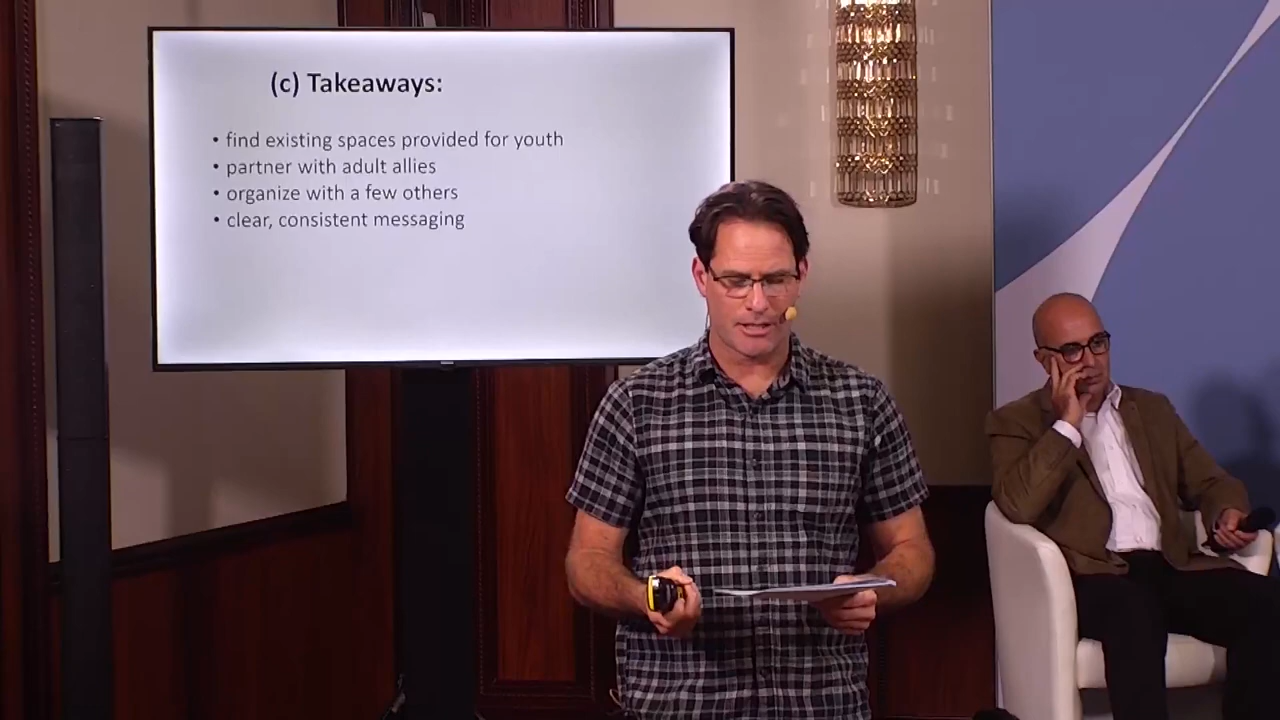 (c) Takeaways:
• find existing spaces provided for youth
• partner with adult allies
• organize with a few others
• clear, consistent messaging